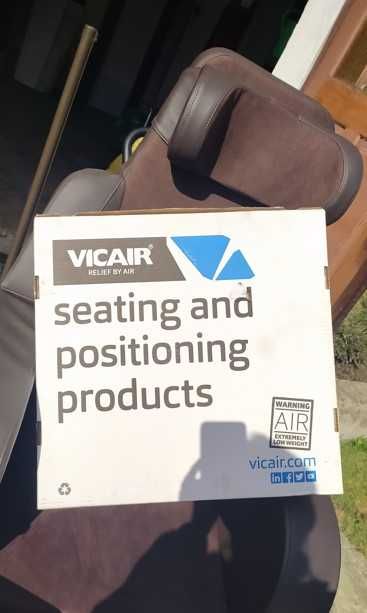 VICAIR®
RELIEF BY AIR
seating and
positioning
products
WARNING
AIR
EXTREMELY
LOW WEIGHT
vicair.com